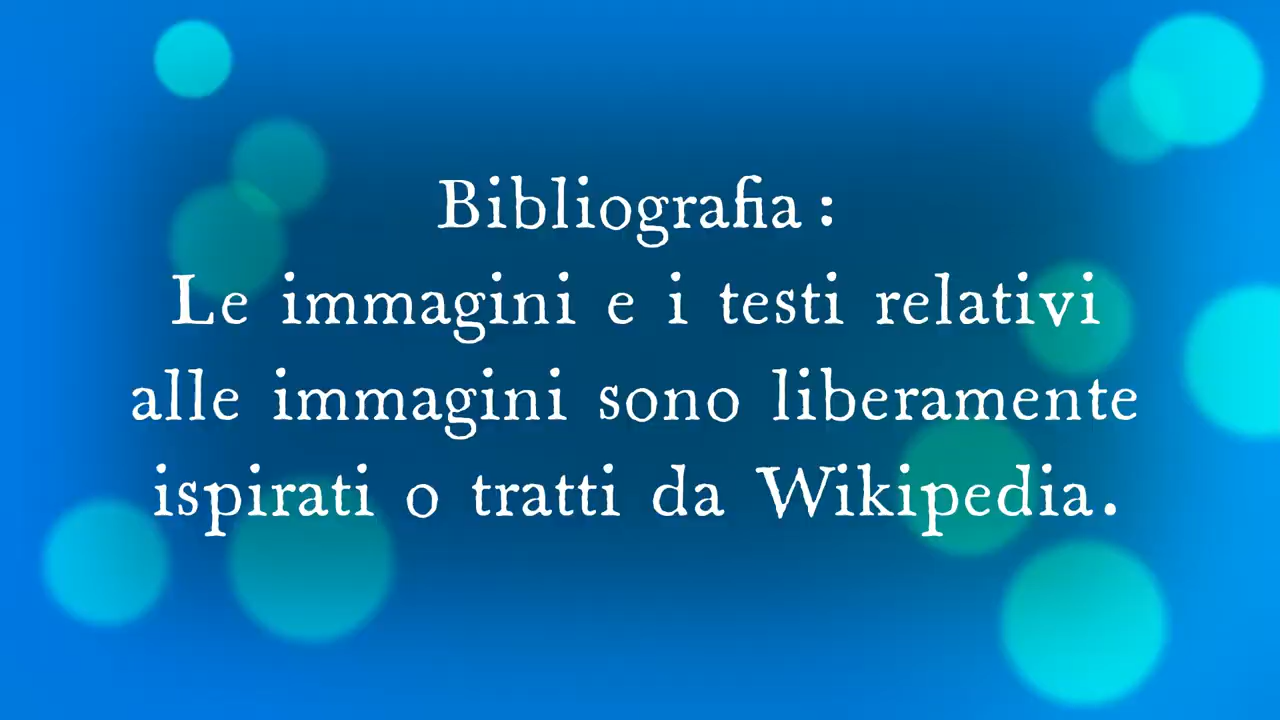 Bibliografia :
Le immagini e i testi relativi
alle immagini sono liberamente
ispirati o tratti da Wikipedia.